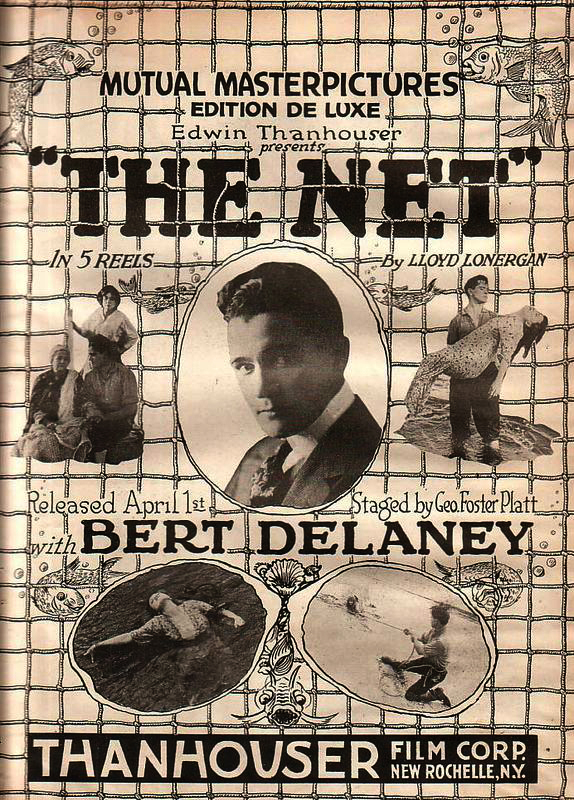 MUTUAL MASTERPICTURES
EDITION DE LUXE
Edwin Thanhouser
presents
"THE NET"
IN 5 REELS
By LLOYD LONERGAN
Released April 1st
Staged by Geo. Foster Platt
with BERT DELANEY
THANHOUSER FILM CORP.
NEW ROCHELLE, N.Y.